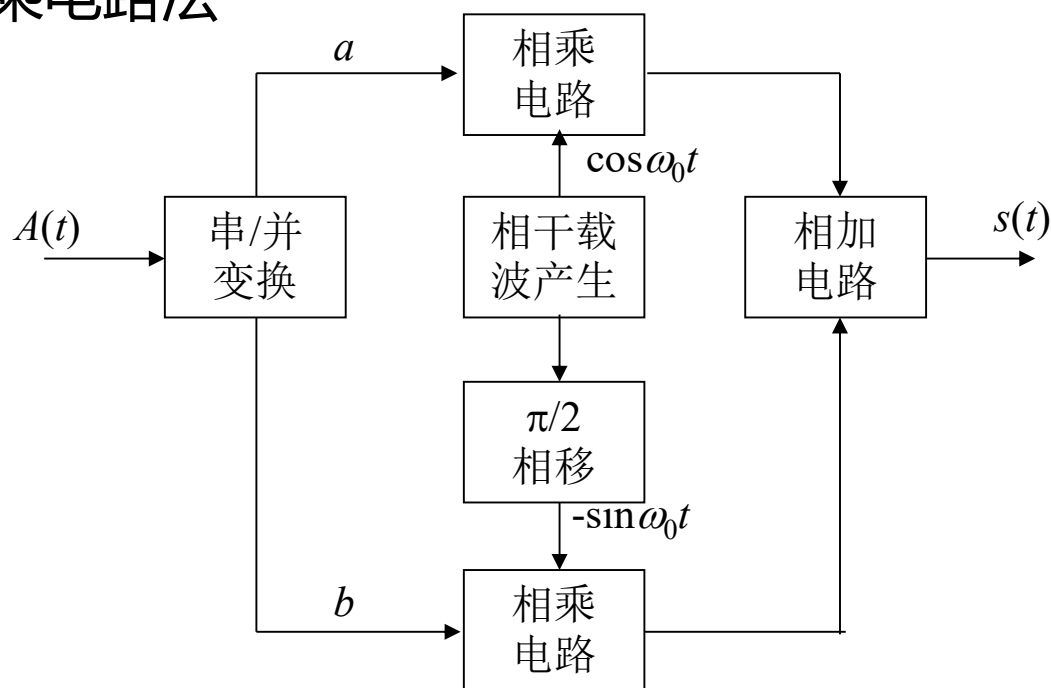 乘电路法
a
相乘
电路
cosω₀t
A(t)
串/并
变换
相干载
波产生
相加
电路
s(t)
π/2
相移
-sinω₀t
b
相乘
电路